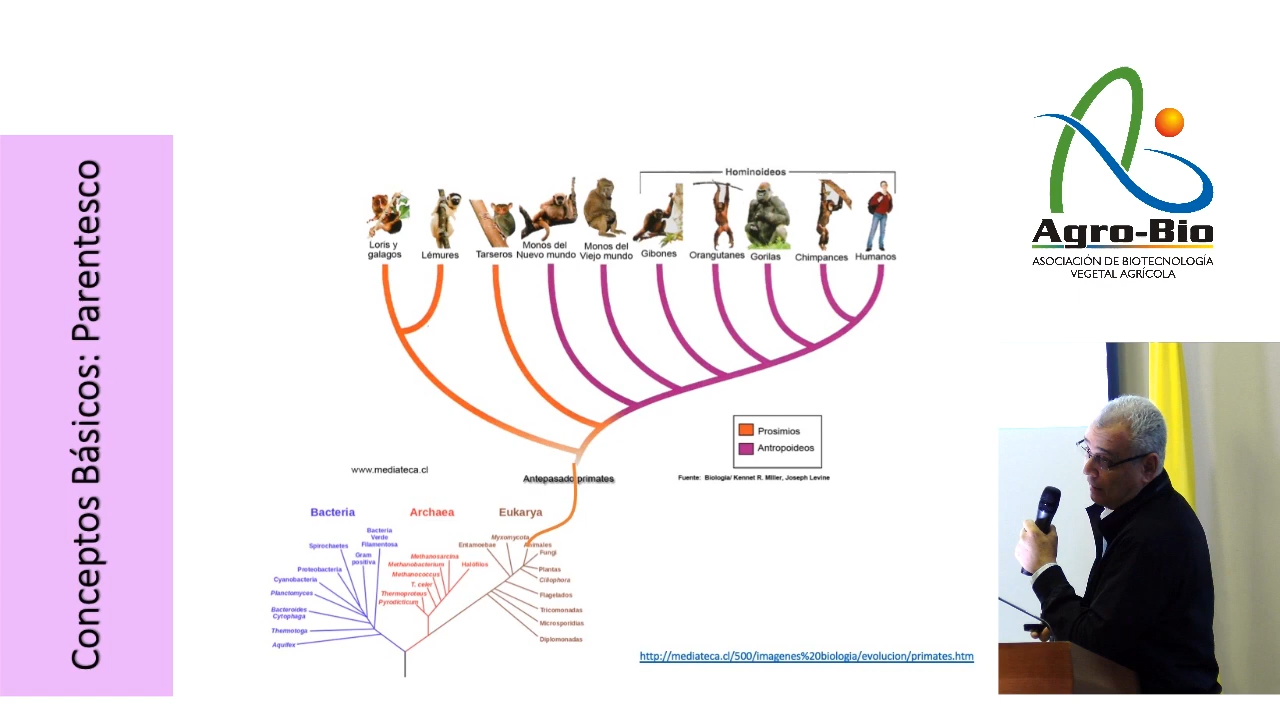 Conceptos Básicos: Parentesco
Hominoideos
Loris y
galagos
Lémures
Tarseros
Monos del
Nuevo mundo
Monos del
Viejo mundo
Gibones
Orangutanes
Gorilas
Chimpances
Humanos
Prosimios
Antropoideos
www.mediateca.cl
Antepasado primates
Fuente: Biología/ Kennet R. Miller, Joseph Levine
Bacteria
Archaea
Eukarya
Bacteria
Verde
Filamentosa
Spirochaetes
Gram
positiva
Proteobacteria
Cyanobacteria
Planctomyces
Bacteroides
Cytophaga
Thermotoga
Aquifex
Methanosarcina
Methanobacterium
Halófilos
Methanococcus
T. celer
Thermoproteus
Pyrodicticum
Entamoebae
Myxomycota
Animales
Fungi
Plantas
Ciliophora
Flagelados
Tricomonadas
Microsporidias
Diplomonadas
http://mediateca.cl/500/imagenes%20biologia/evolucion/primates.htm
Agro-Bio
ASOCIACIÓN DE BIOTECNOLOGÍA
VEGETAL AGRÍCOLA